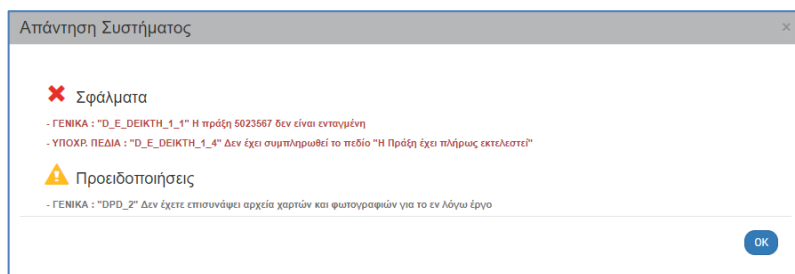 Απάντηση Συστήματος
×
Σφάλματα
- ΓΕΝΙΚΑ : "D_E_DEIKTH_1_1" Η πράξη 5023567 δεν είναι ενταγμένη
- ΥΠΟΧΡ. ΠΕΔΙΑ : "D_E_DEIKTH_1_4" Δεν έχει συμπληρωθεί το πεδίο "Η Πράξη έχει πλήρως εκτελεστεί"
Προειδοποιήσεις
- ΓΕΝΙΚΑ : "DPD_2" Δεν έχετε επισυνάψει αρχεία χαρτών και φωτογραφιών για το εν λόγω έργο
OK